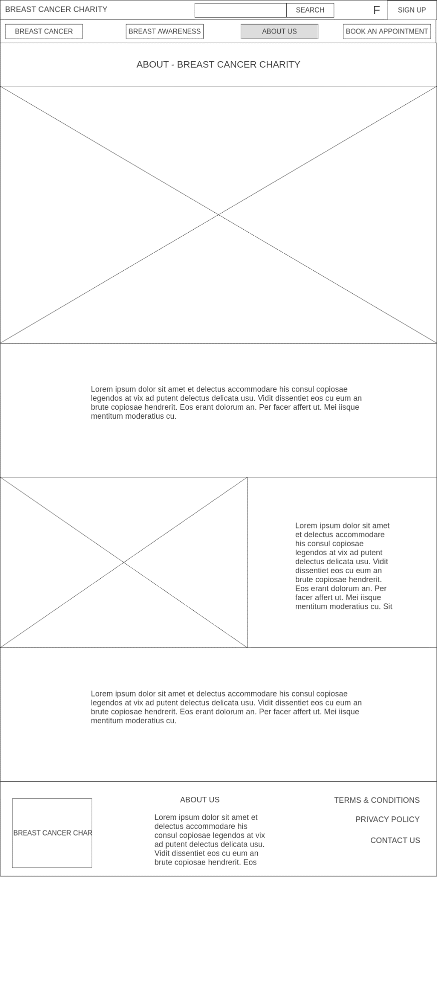 BREAST CANCER CHARITY
SEARCH
F
SIGN UP
BREAST CANCER
BREAST AWARENESS
ABOUT US
BOOK AN APPOINTMENT
ABOUT - BREAST CANCER CHARITY
Lorem ipsum dolor sit amet et delectus accommodare his consul copiosae
legendos at vix ad putent delectus delicata usu. Vidit dissentiet eos cu eum an
brute copiosae hendrerit. Eos erant dolorum an. Per facer affert ut. Mei iisque
mentitum moderatius cu.
Lorem ipsum dolor sit amet
et delectus accommodare
his consul copiosae
legendos at vix ad putent
delectus delicata usu. Vidit
dissentiet eos cu eum an
brute copiosae hendrerit.
Eos erant dolorum an. Per
facer affert ut. Mei iisque
mentitum moderatius cu. Sit
Lorem ipsum dolor sit amet et delectus accommodare his consul copiosae
legendos at vix ad putent delectus delicata usu. Vidit dissentiet eos cu eum an
brute copiosae hendrerit. Eos erant dolorum an. Per facer affert ut. Mei iisque
mentitum moderatius cu.
BREAST CANCER CHAR
ABOUT US
Lorem ipsum dolor sit amet et
delectus accommodare his
consul copiosae legendos at vix
ad putent delectus delicata usu.
Vidit dissentiet eos cu eum an
brute copiosae hendrerit. Eos
TERMS & CONDITIONS
PRIVACY POLICY
CONTACT US